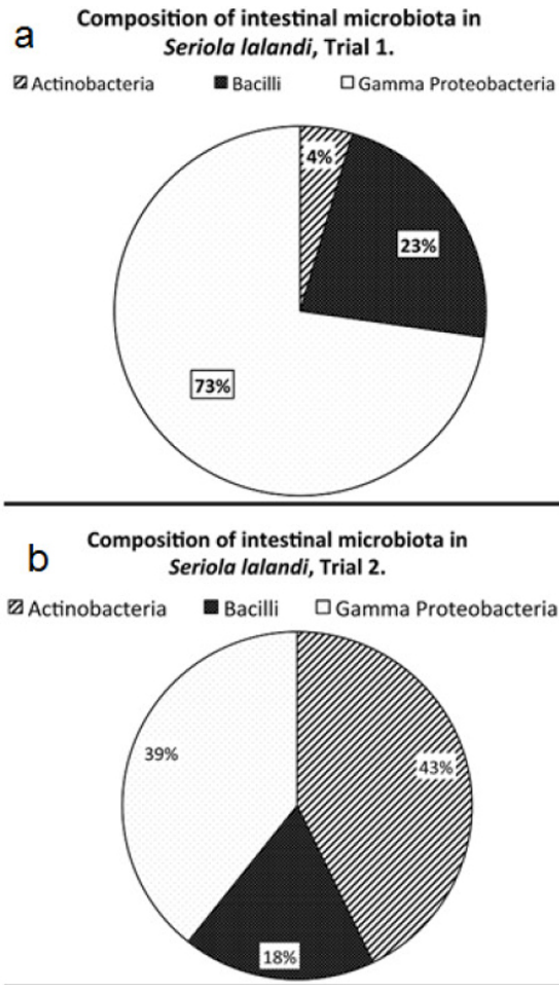 a
Composition of intestinal microbiota in
Seriola lalandi, Trial 1.
Actinobacteria Bacilli Gamma Proteobacteria
4%
23%
73%
b
Composition of intestinal microbiota in
Seriola lalandi, Trial 2.
Actinobacteria Bacilli Gamma Proteobacteria
39%
43%
18%